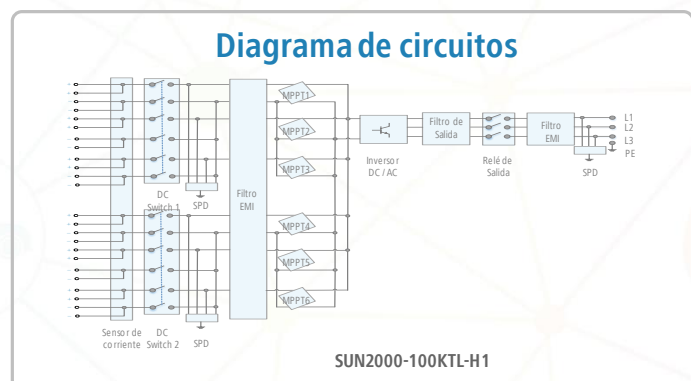 Diagrama de circuitos
MPPT1
MPPT2
MPPT3
MPPT4
MPPT5
MPPT6
DC
Switch 1
SPD
Filtro
EMI
Inversor
DC / AC
Filtro de
Salida
Relé de
Salida
Filtro
EMI
L1
L2
L3
PE
SPD
Sensor de
corriente
DC
Switch 2
SPD
SUN2000-100KTL-H1